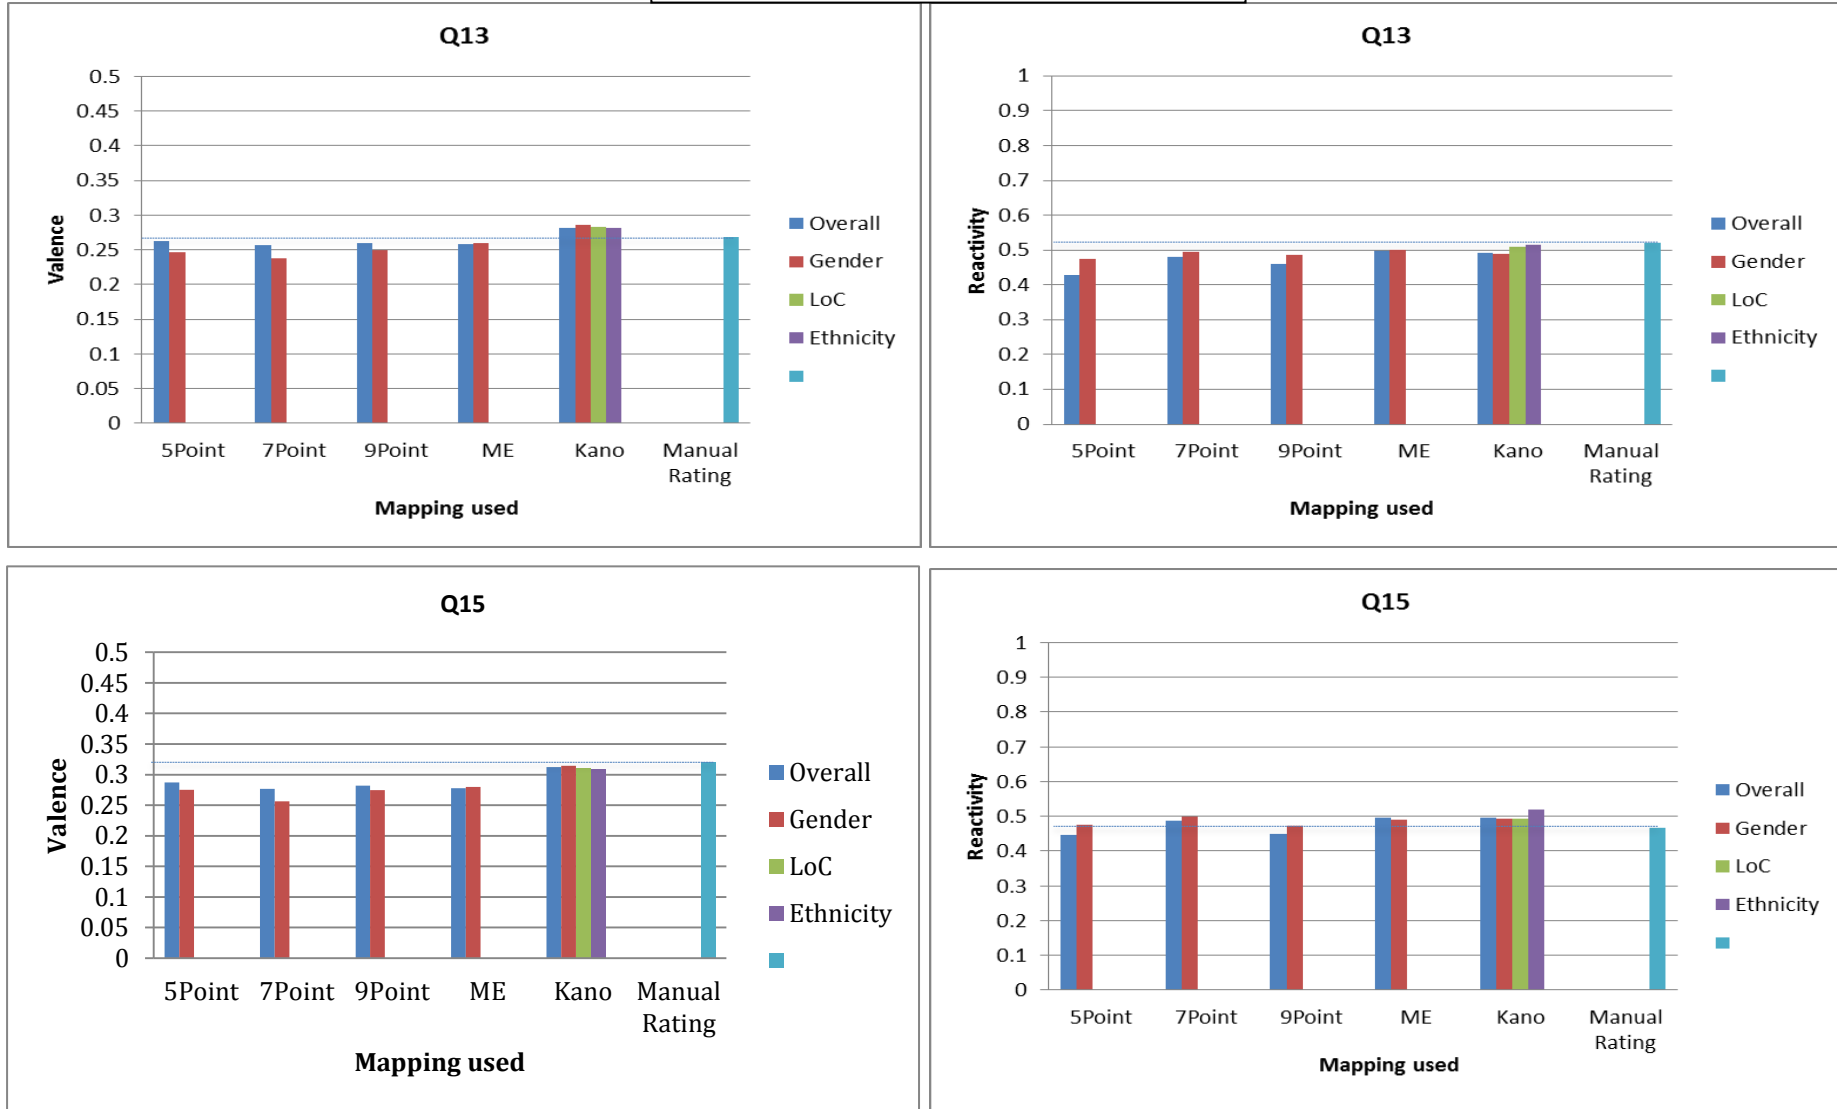 Q13
0.5
0.45
0.4
0.35
0.3
0.25
0.2
0.15
0.1
0.05
0
Valence
5Point 7Point 9Point ME Kano Manual
Rating
Mapping used
Overall
Gender
LoC
Ethnicity
Q13
1
0.9
0.8
0.7
0.6
0.5
0.4
0.3
0.2
0.1
0
Reactivity
5Point 7Point 9Point ME Kano Manual
Rating
Mapping used
Overall
Gender
LoC
Ethnicity
Q15
0.5
0.45
0.4
0.35
0.3
0.25
0.2
0.15
0.1
0.05
0
Valence
5Point 7Point 9Point ME Kano Manual
Rating
Mapping used
Overall
Gender
LoC
Ethnicity
Q15
1
0.9
0.8
0.7
0.6
0.5
0.4
0.3
0.2
0.1
0
Reactivity
5Point 7Point 9Point ME Kano Manual
Rating
Mapping used
Overall
Gender
LoC
Ethnicity